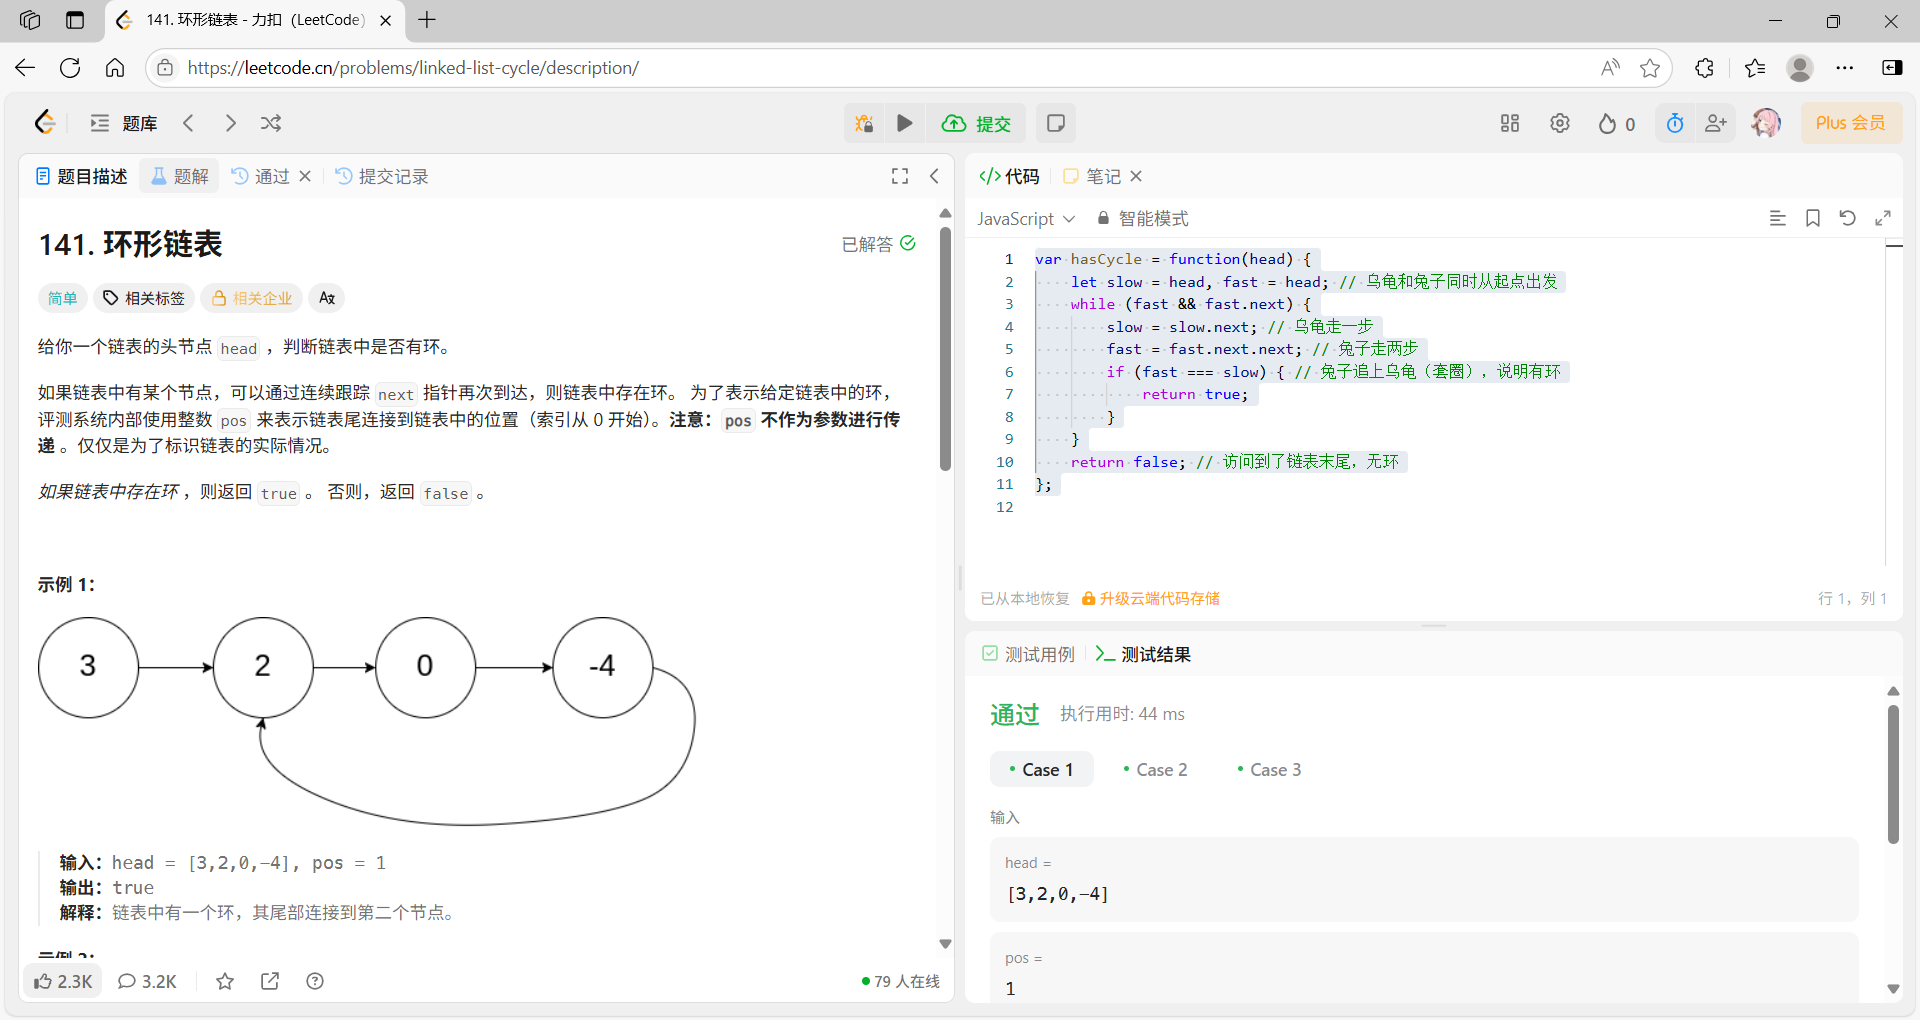 141. 环形链表 - 力扣（LeetCode）
https://leetcode.cn/problems/linked-list-cycle/description/
题库
提交
0
Plus 会员
题目描述
题解
通过
提交记录
141. 环形链表
已解答
简单
相关标签
相关企业
给你一个链表的头节点 head ，判断链表中是否有环。
如果链表中有某个节点，可以通过连续跟踪 next 指针再次到达，则链表中存在环。 为了表示给定链表中的环，
评测系统内部使用整数 pos 来表示链表尾连接到链表中的位置（索引从 0 开始）。注意：pos 不作为参数进行传
递 。仅仅是为了标识链表的实际情况。
如果链表中存在环 ，则返回 true 。 否则，返回 false 。
示例 1：
3
2
0
-4
输入：head = [3,2,0,-4], pos = 1
输出：true
解释：链表中有一个环，其尾部连接到第二个节点。
示例 2：
2.3K
3.2K
79 人在线
代码
笔记
JavaScript
智能模式
1 var hasCycle = function(head) {
2 let slow = head, fast = head; // 乌龟和兔子同时从起点出发
3 while (fast && fast.next) {
4 slow = slow.next; // 乌龟走一步
5 fast = fast.next.next; // 兔子走两步
6 if (fast === slow) { // 兔子追上乌龟（套圈），说明有环
7 return true;
8 }
9 }
10 return false; // 访问到了链表末尾，无环
11 };
12
已从本地恢复
升级云端代码存储
行 1，列 1
测试用例
测试结果
通过
执行用时: 44 ms
Case 1
Case 2
Case 3
输入
head =
[3,2,0,-4]
pos =
1